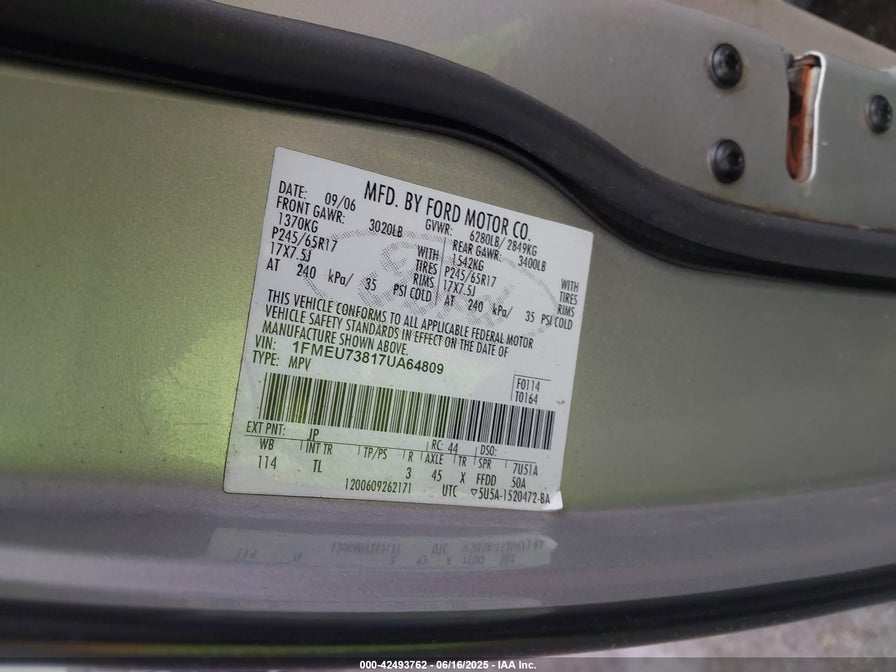 MFD. BY FORD MOTOR CO.
DATE: 09/06 GVWR: 6280LB/ 2849KG
FRONT GAWR: 3020LB REAR GAWR: 3400LB
1370KG WITH 1542KG WITH
P245/65R17 TIRES P245/65R17 TIRES
17X7.5J RIMS 17X7.5J RIMS
AT 240 kPa/ 35 PSI COLD AT 240 kPa/ 35 PSI COLD
THIS VEHICLE CONFORMS TO ALL APPLICABLE FEDERAL MOTOR
VEHICLE SAFETY STANDARDS IN EFFECT ON THE DATE OF
MANUFACTURE SHOWN ABOVE.
VIN: 1FMEU73817UA64809
TYPE: MPV
F0114
T0164
EXT PNT: JP RC: 44 DSO:
WB INT TR TP/PS R AXLE TR SPR 7U51A
114 TL 3 45 X FFDD 50A
1200609262171 UTC ▽5U5A-1520472-BA
000-42493762 - 06/16/2025 - IAA Inc.